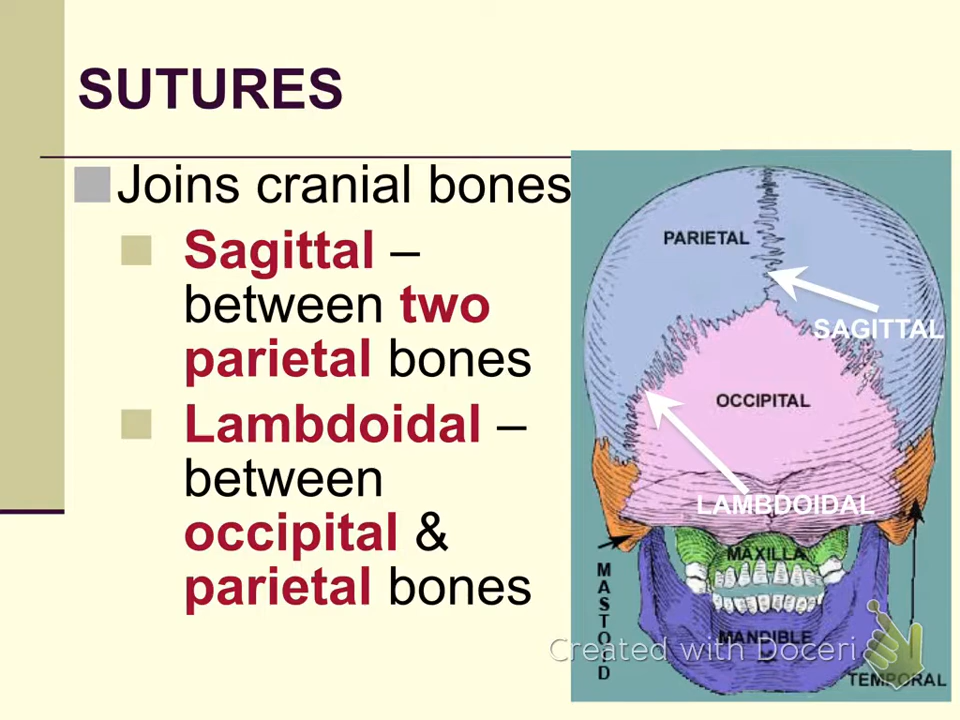 SUTURES
Joins cranial bones
Sagittal –
between two
parietal bones
Lambdoidal –
between
occipital &
parietal bones
PARIETAL
SAGITTAL
OCCIPITAL
LAMBDOIDAL
MAXILLA
MASTOID
MANDIBLE
Created with Doceri
TEMPORAL